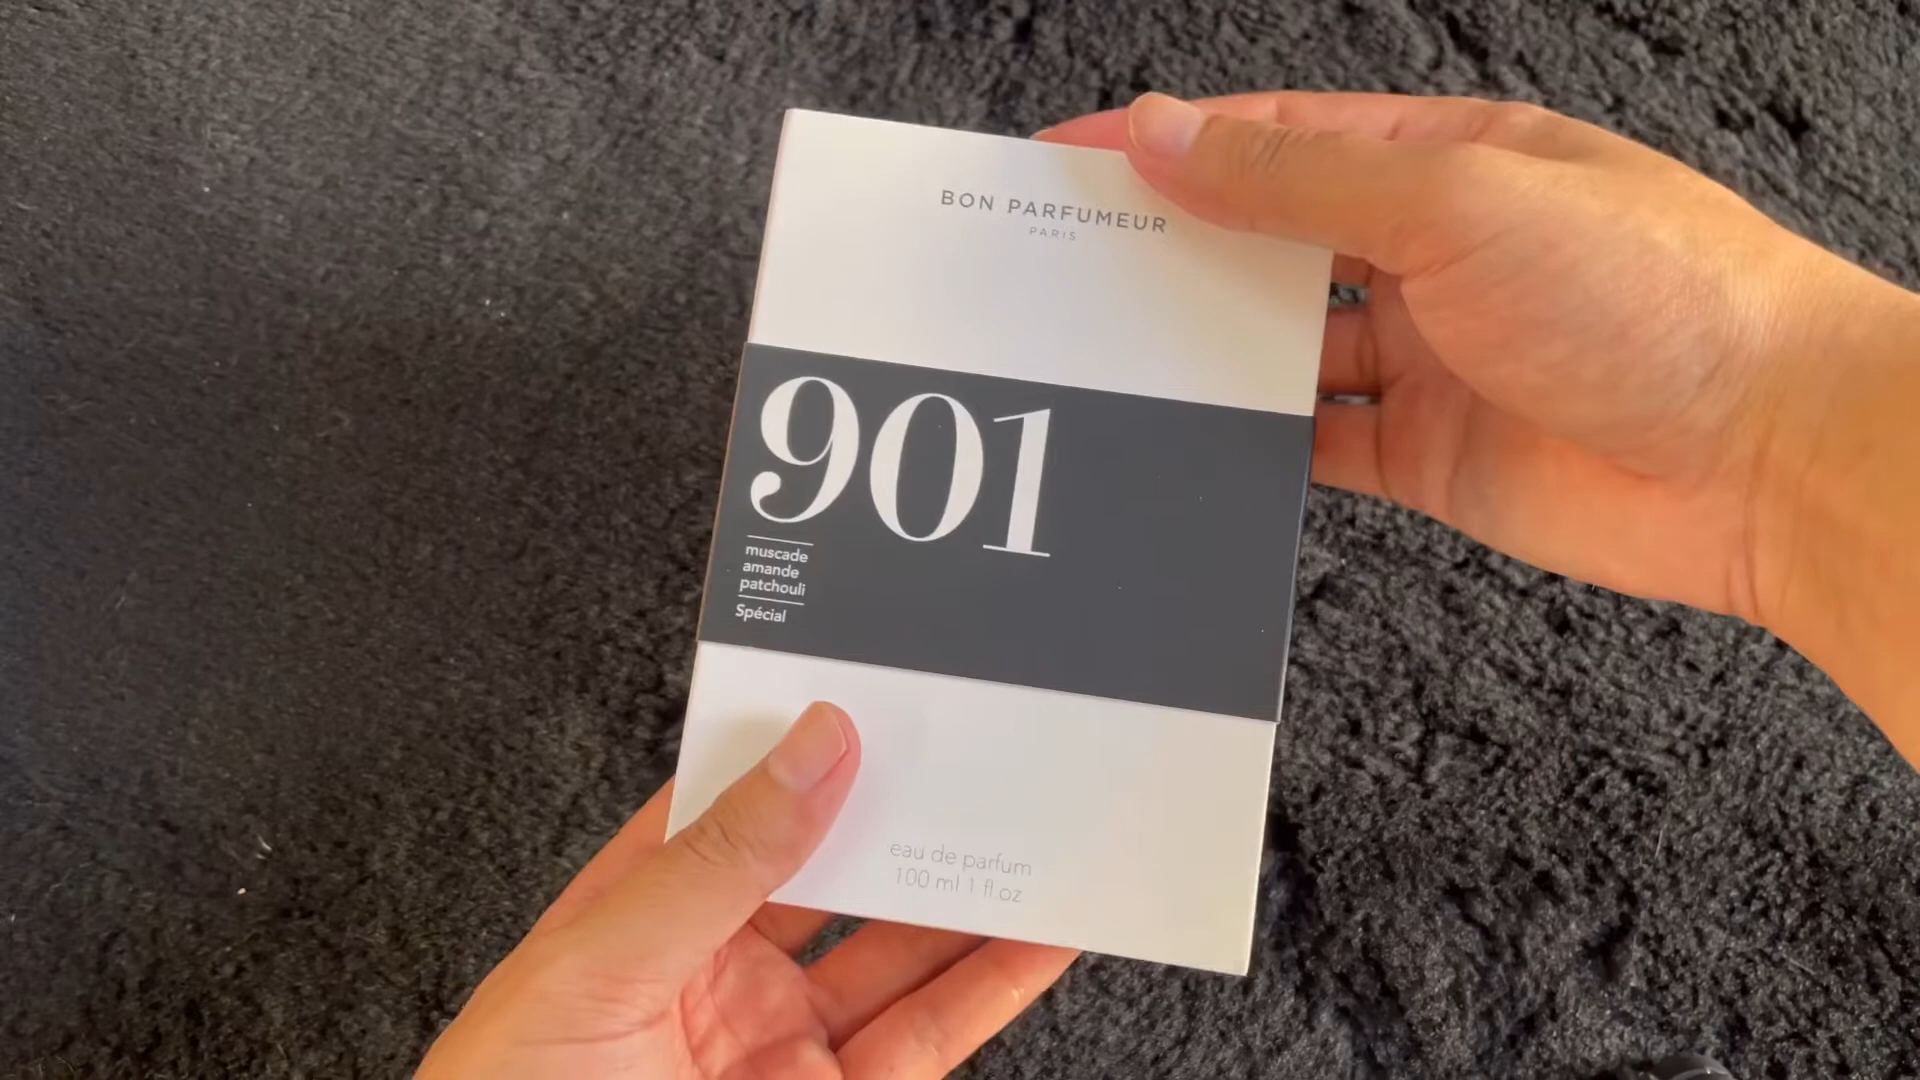 BON PARFUMEUR
PARIS
901
muscade
amande
patchouli
Spécial
eau de parfum
100 ml 1 fl.oz